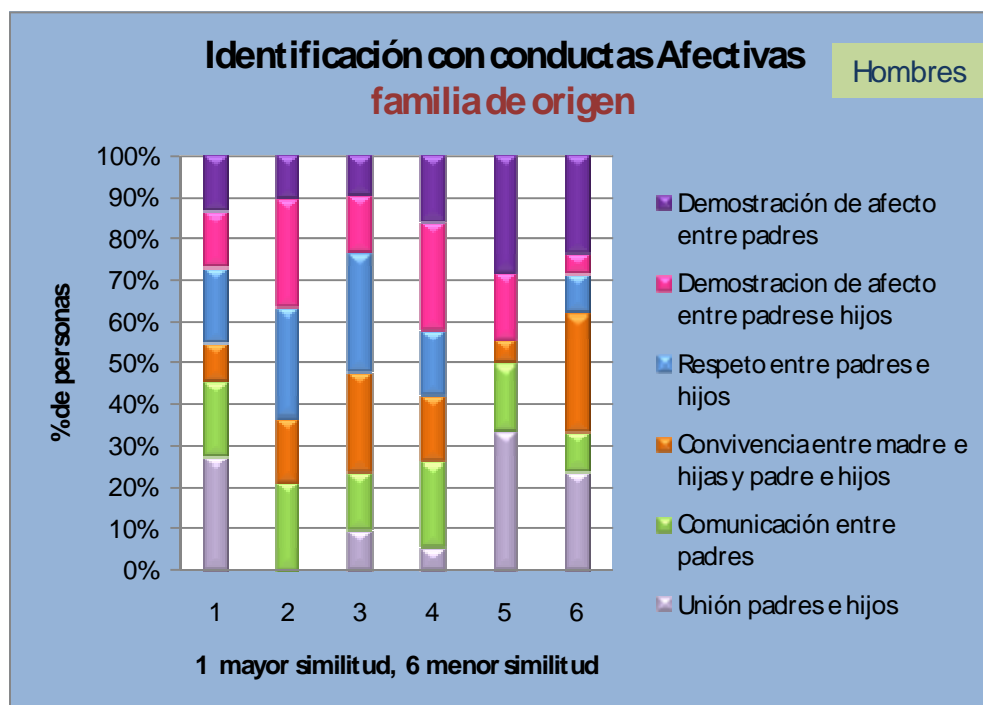 Identificación con conductas Afectivas
familia de origen
Hombres
%de personas
100%
90%
80%
70%
60%
50%
40%
30%
20%
10%
0%
1 2 3 4 5 6
1 mayor similitud, 6 menor similitud
Demostración de afecto
entre padres
Demostracion de afecto
entre padres e hijos
Respeto entre padres e
hijos
Convivencia entre madre e
hijas y padre e hijos
Comunicación entre
padres
Unión padres e hijos